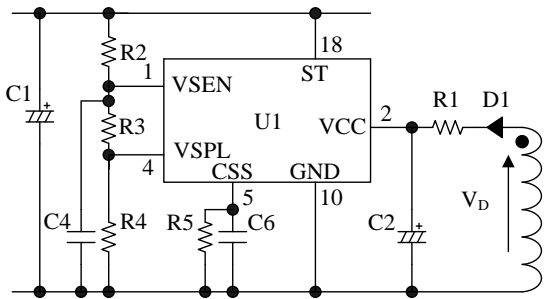 R2
18
1
VSEN
ST
C1
R1
D1
2
U1
R3
VCC
VSPL
4
CSS
GND
5
10
V_D
C4
R4
R5
C6
C2